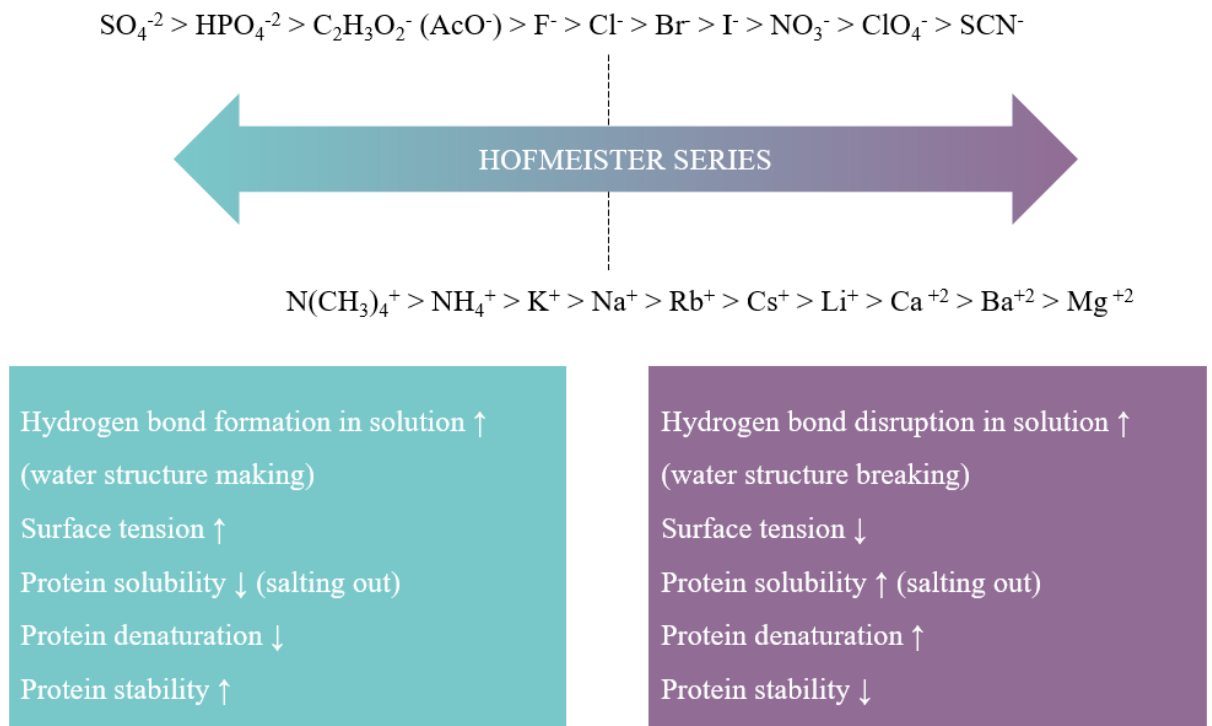 SO₄⁻² > HPO₄⁻² > C₂H₃O₂⁻ (AcO⁻) > F⁻ > Cl⁻ > Br⁻ > I⁻ > NO₃⁻ > ClO₄⁻ > SCN⁻
HOFMEISTER SERIES
N(CH₃)₄⁺ > NH₄⁺ > K⁺ > Na⁺ > Rb⁺ > Cs⁺ > Li⁺ > Ca⁺² > Ba⁺² > Mg⁺²
Hydrogen bond formation in solution ↑
(water structure making)
Surface tension ↑
Protein solubility ↓ (salting out)
Protein denaturation ↓
Protein stability ↑
Hydrogen bond disruption in solution ↑
(water structure breaking)
Surface tension ↓
Protein solubility ↑ (salting out)
Protein denaturation ↑
Protein stability ↓